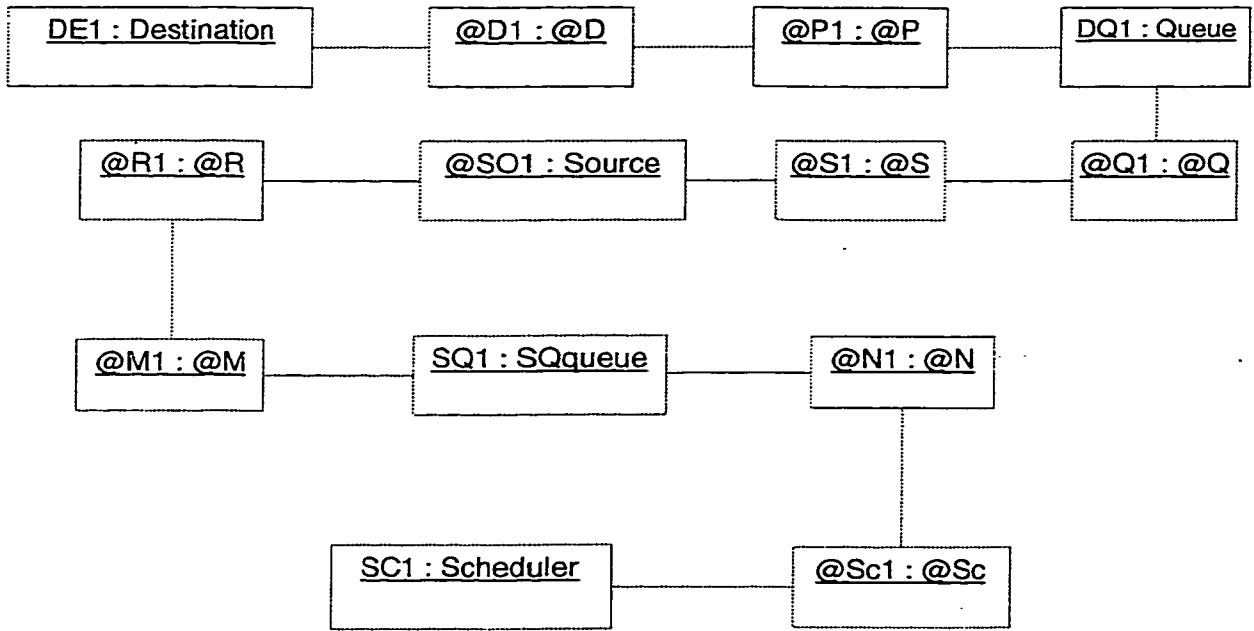 DE1 : Destination
@D1 : @D
@P1 : @P
DQ1 : Queue
@R1 : @R
@SO1 : Source
@S1 : @S
@Q1 : @Q
@M1 : @M
SQ1 : SQqueue
@N1 : @N
SC1 : Scheduler
@Sc1 : @Sc